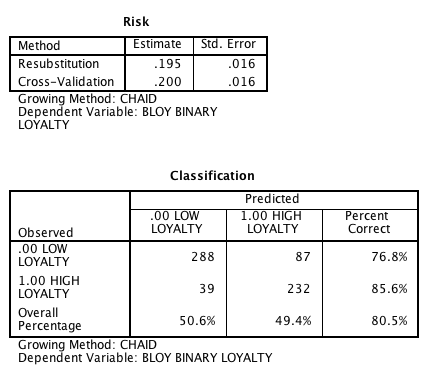 Risk
Method Estimate Std. Error
Resubstitution .195 .016
Cross-Validation .200 .016
Growing Method: CHAID
Dependent Variable: BLOY BINARY
LOYALTY
Classification
Predicted
Observed .00 LOW LOYALTY 1.00 HIGH LOYALTY Percent Correct
.00 LOW LOYALTY 288 87 76.8%
1.00 HIGH LOYALTY 39 232 85.6%
Overall Percentage 50.6% 49.4% 80.5%
Growing Method: CHAID
Dependent Variable: BLOY BINARY LOYALTY